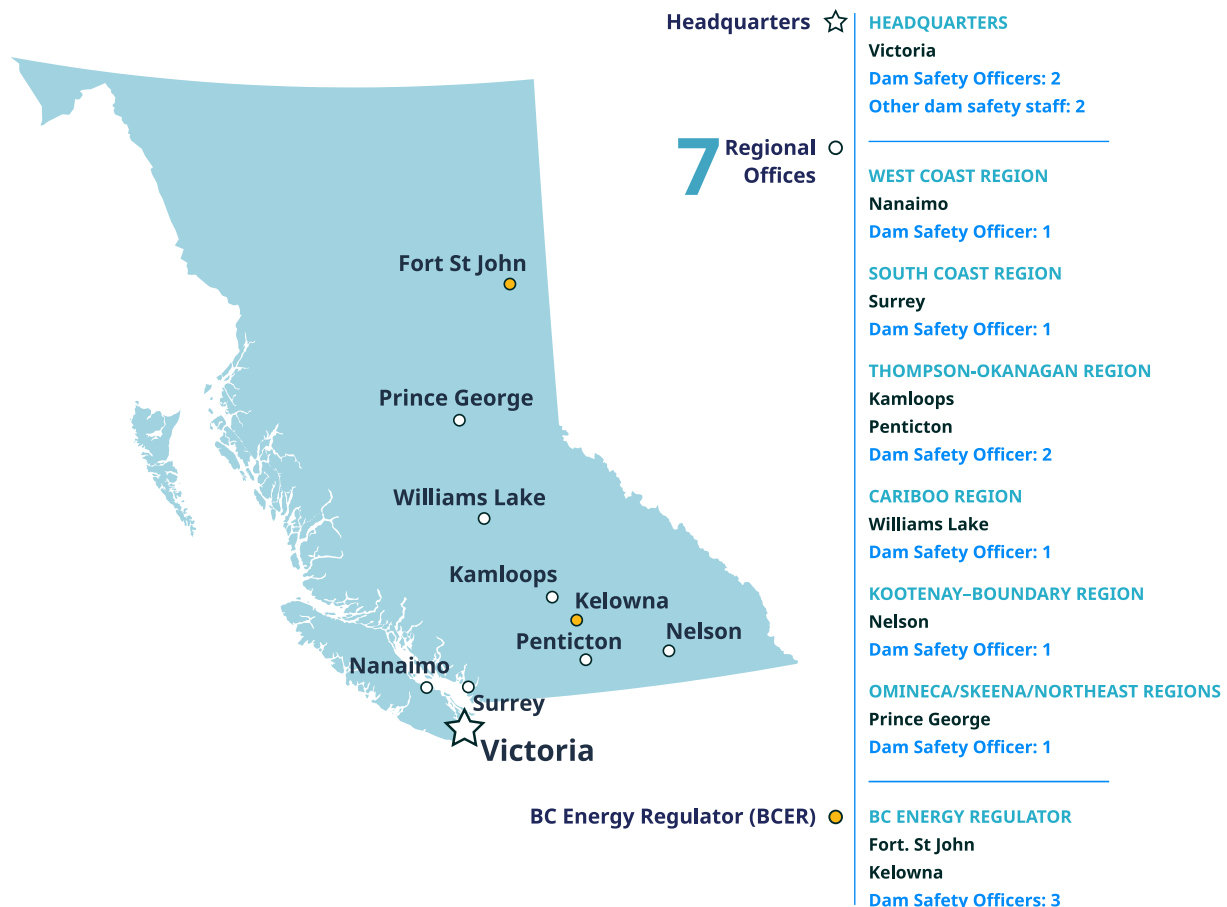 Headquarters
HEADQUARTERS
Victoria
Dam Safety Officers: 2
Other dam safety staff: 2
7
Regional
Offices
WEST COAST REGION
Nanaimo
Dam Safety Officer: 1
SOUTH COAST REGION
Surrey
Dam Safety Officer: 1
THOMPSON-OKANAGAN REGION
Kamloops
Penticton
Dam Safety Officer: 2
CARIBOO REGION
Williams Lake
Dam Safety Officer: 1
KOOTENAY–BOUNDARY REGION
Nelson
Dam Safety Officer: 1
OMINECA/SKEENA/NORTHEAST REGIONS
Prince George
Dam Safety Officer: 1
BC Energy Regulator (BCER)
BC ENERGY REGULATOR
Fort. St John
Kelowna
Dam Safety Officers: 3
Fort St John
Prince George
Williams Lake
Kamloops
Kelowna
Penticton
Nelson
Nanaimo
Surrey
Victoria